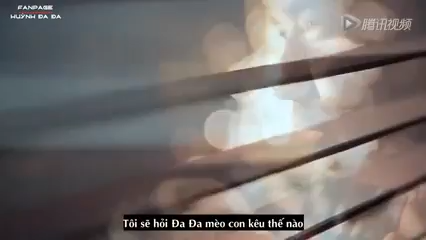 FANPAGE
HUỲNH ĐA ĐA
腾讯视频
Tôi sẽ hỏi Đa Đa mèo con kêu thế nào